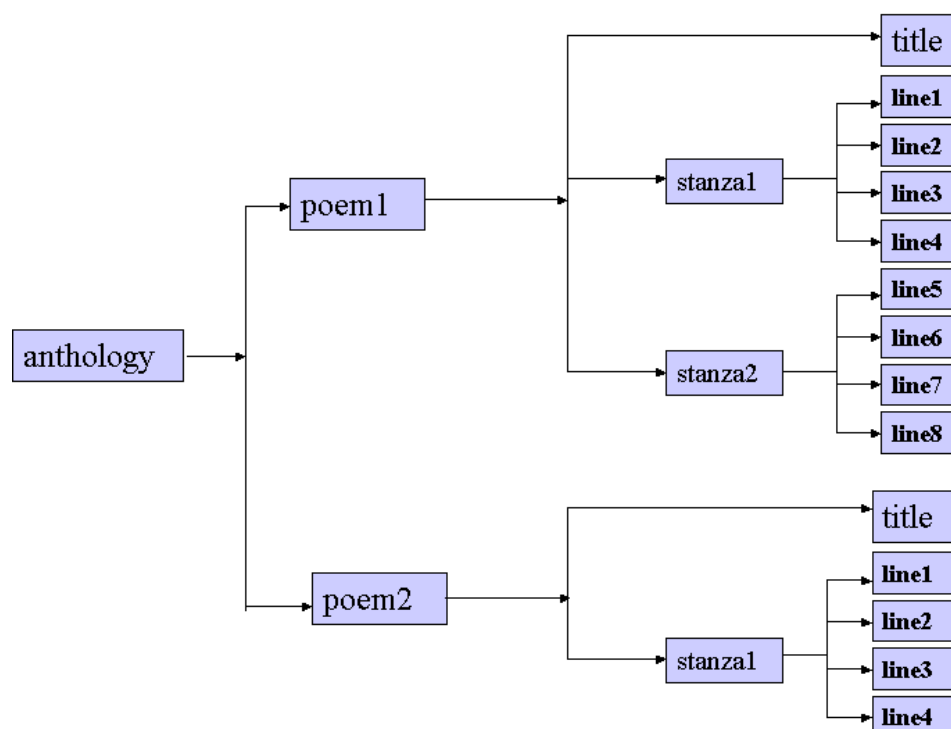 title
line1
line2
stanza1
line3
poem1
line4
line5
line6
anthology
stanza2
line7
line8
title
line1
poem2
line2
stanza1
line3
line4